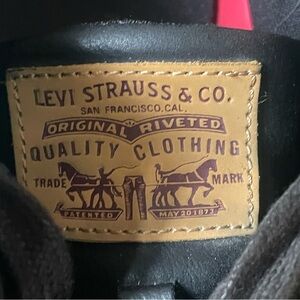 LEVI STRAUSS & CO.
SAN FRANCISCO, CAL.
ORIGINAL RIVETED
QUALITY CLOTHING
TRADE MARK
PATENTED MAY 20 1873